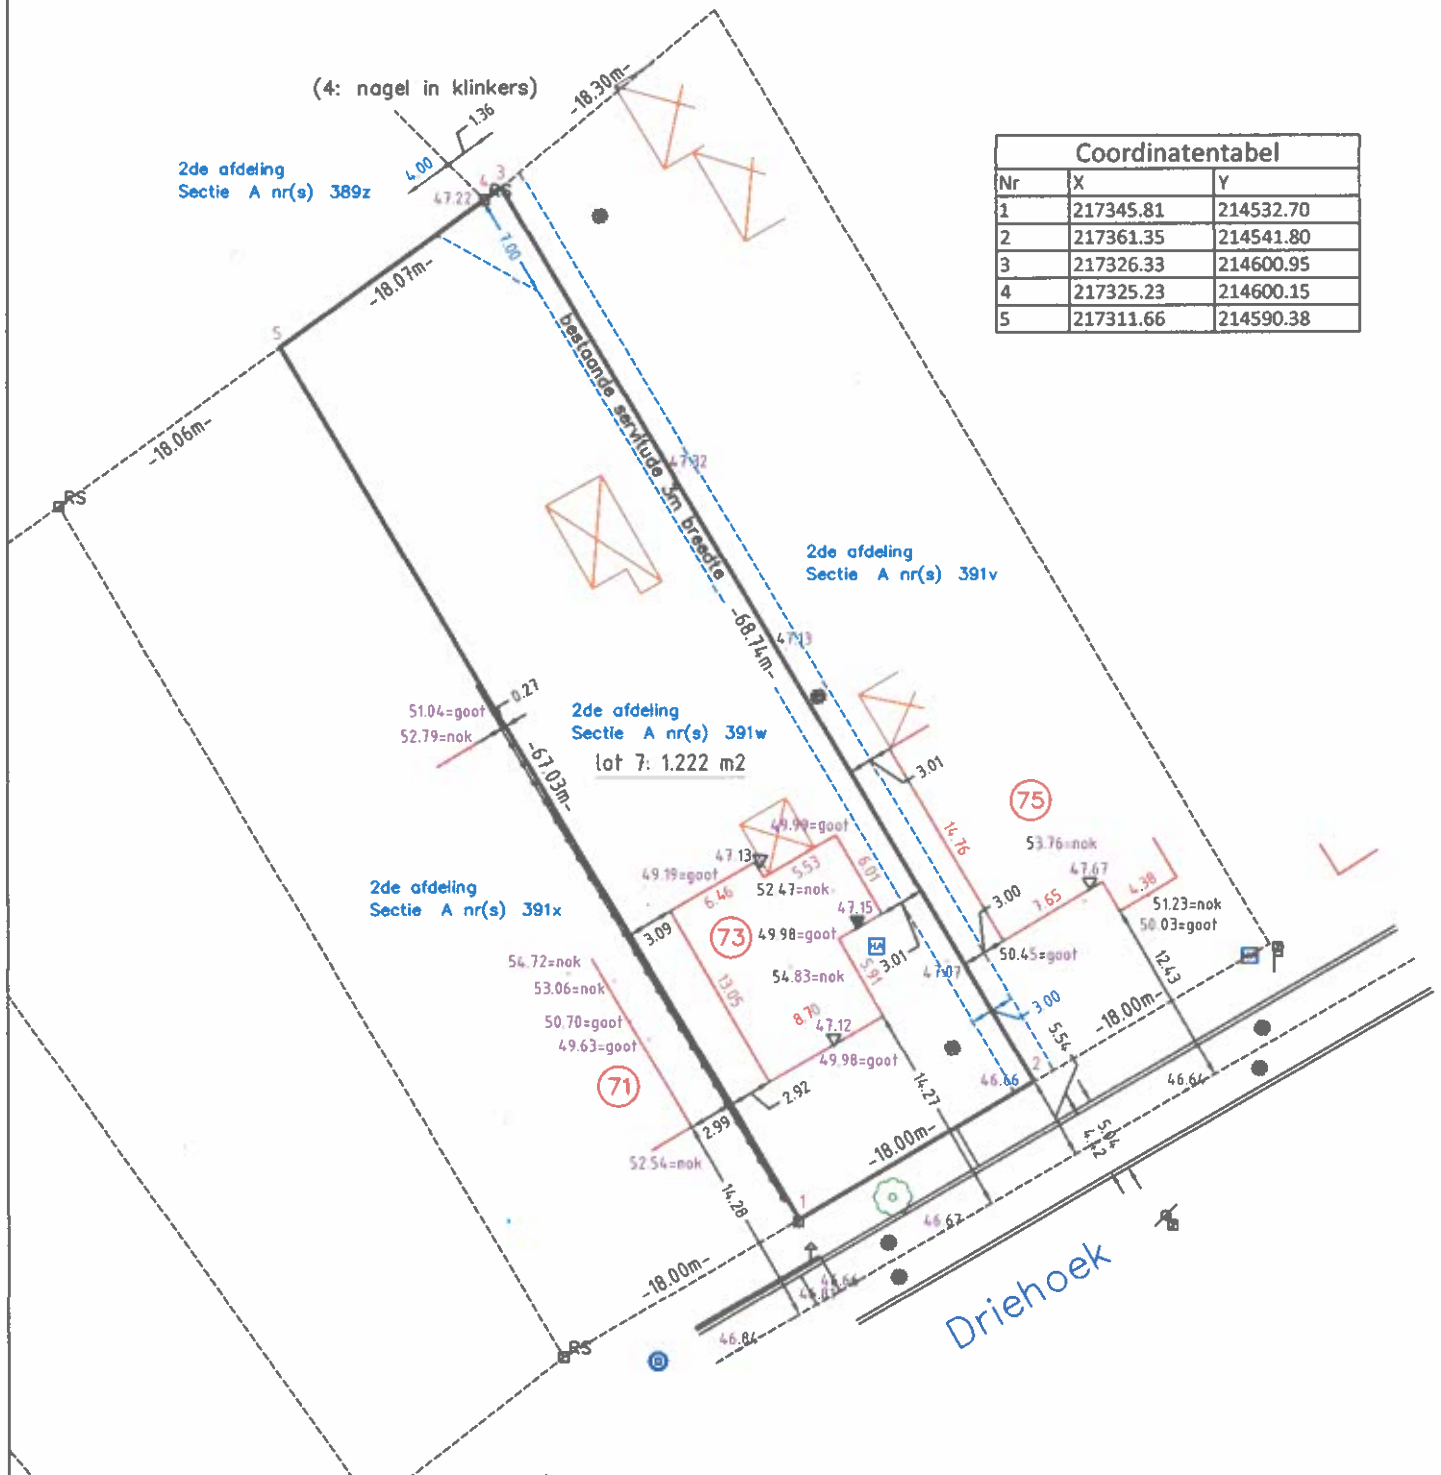 (4: nagel in klinkers)
-18.30m-
1.36
4.00
2de afdeling
Sectie A nr(s) 389z
4 3
RS
47.22
7.00
-18.07m-
5
-18.06m-
RS
Coordinatentabel
Nr X Y
1 217345.81 214532.70
2 217361.35 214541.80
3 217326.33 214600.95
4 217325.23 214600.15
5 217311.66 214590.38
bestaande servitude 3m breedte
47.32
2de afdeling
Sectie A nr(s) 391v
-68.74m-
47.13
0.27
51.04=goot
52.79=nok
-67.03m-
2de afdeling
Sectie A nr(s) 391w
lot 7: 1.222 m2
3.01
75
14.76
53.76=nok
47.67
49.99=goot
47.13
49.19=goot
5.53
6.01
6.46
52.47=nok
3.00
7.65
4.38
51.23=nok
50.03=goot
2de afdeling
Sectie A nr(s) 391x
3.09
73
47.15
49.98=goot
HA
3.01
50.45=goot
47.07
12.43
54.72=nok
53.06=nok
54.83=nok
5.91
13.05
3.00
-18.00m-
50.70=goot
49.63=goot
8.70
47.12
49.98=goot
5.54
71
2.92
14.27
46.66
2
46.64
2.99
-18.00m-
5.04
4.42
52.54=nok
14.28
1
46.67
-18.00m-
46.66
46.84
RS
Driehoek